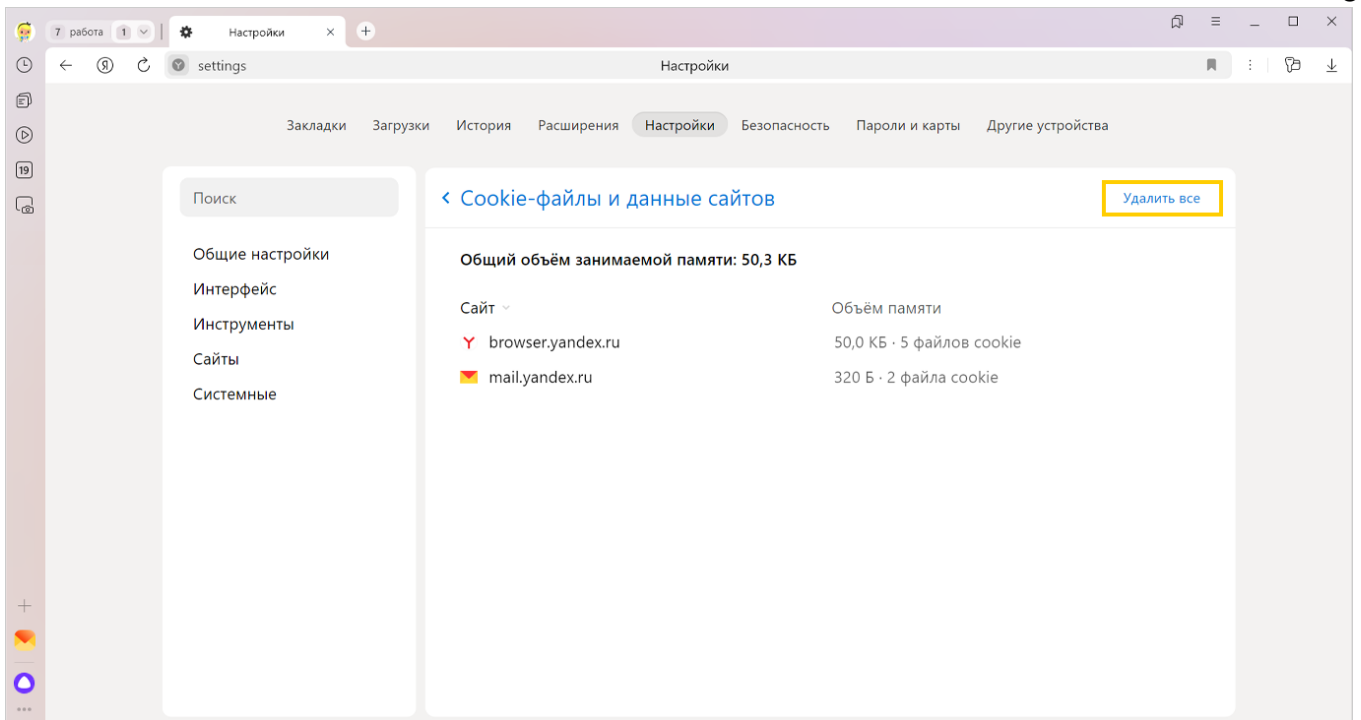 7 работа 1 Настройки
settings Настройки
Закладки Загрузки История Расширения Настройки Безопасность Пароли и карты Другие устройства
19
Поиск
Cookie-файлы и данные сайтов Удалить все
Общие настройки
Интерфейс
Инструменты
Сайты
Системные
Общий объём занимаемой памяти: 50,3 КБ
Сайт Объём памяти
browser.yandex.ru 50,0 КБ · 5 файлов cookie
mail.yandex.ru 320 Б · 2 файла cookie